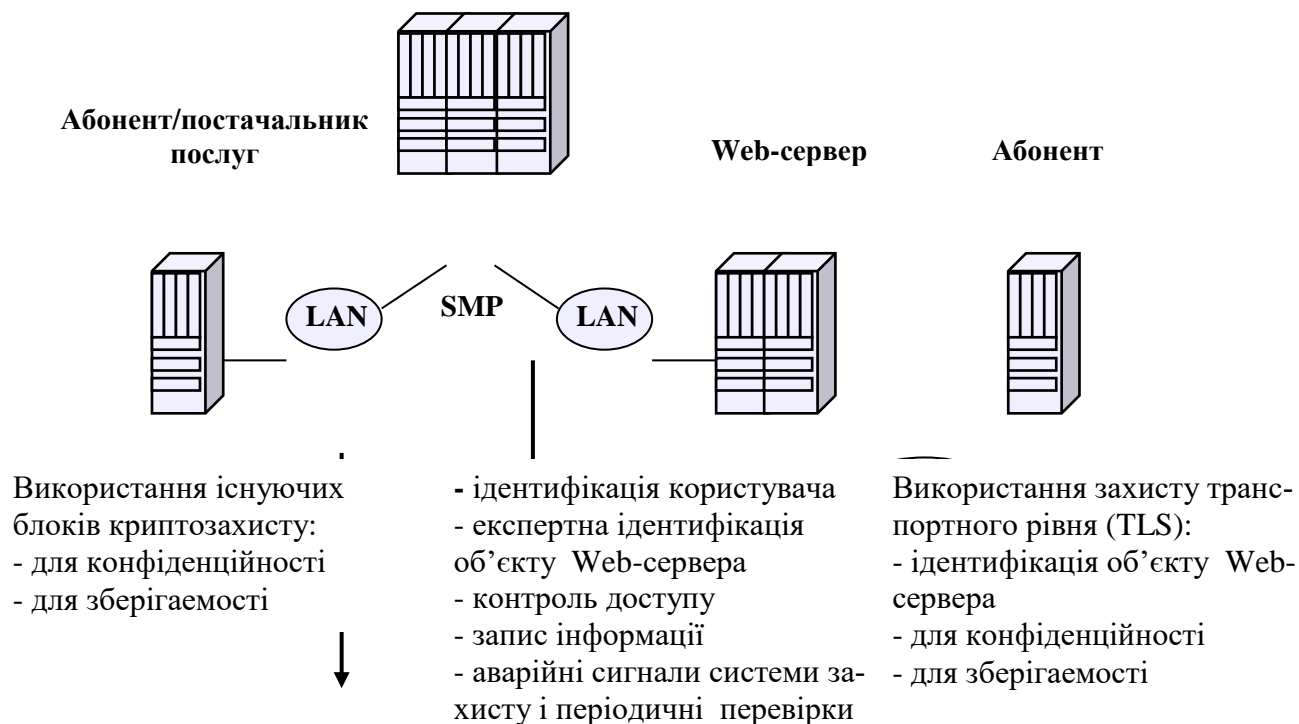 Абонент/постачальник
послуг
Web-сервер
Абонент
LAN
SMP
LAN
Використання існуючих
блоків криптозахисту:
- для конфіденційності
- для зберігаемості
- ідентифікація користувача
- експертна ідентифікація
об’єкту Web-сервера
- контроль доступу
- запис інформації
- аварійні сигнали системи за-
хисту і періодичні перевірки
Використання захисту транс-
портного рівня (TLS):
- ідентифікація об’єкту Web-
сервера
- для конфіденційності
- для зберігаемості